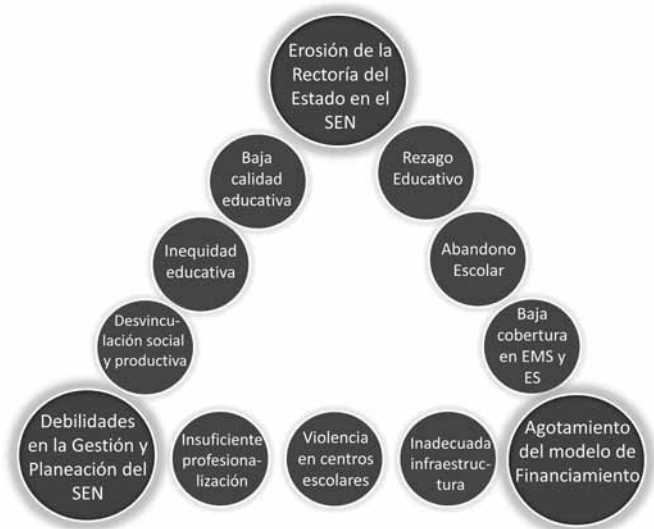 Erosión de la
Rectoría del
Estado en el
SEN
Baja
calidad
educativa
Rezago
Educativo
Inequidad
educativa
Abandono
Escolar
Desvincu-
lación social
y productiva
Baja
cobertura
en EMS y
ES
Debilidades
en la Gestión y
Planeación del
SEN
Insuficiente
profesiona-
lización
Violencia
en centros
escolares
Inadecuada
infraestruc-
tura
Agotamiento
del modelo de
Financiamiento